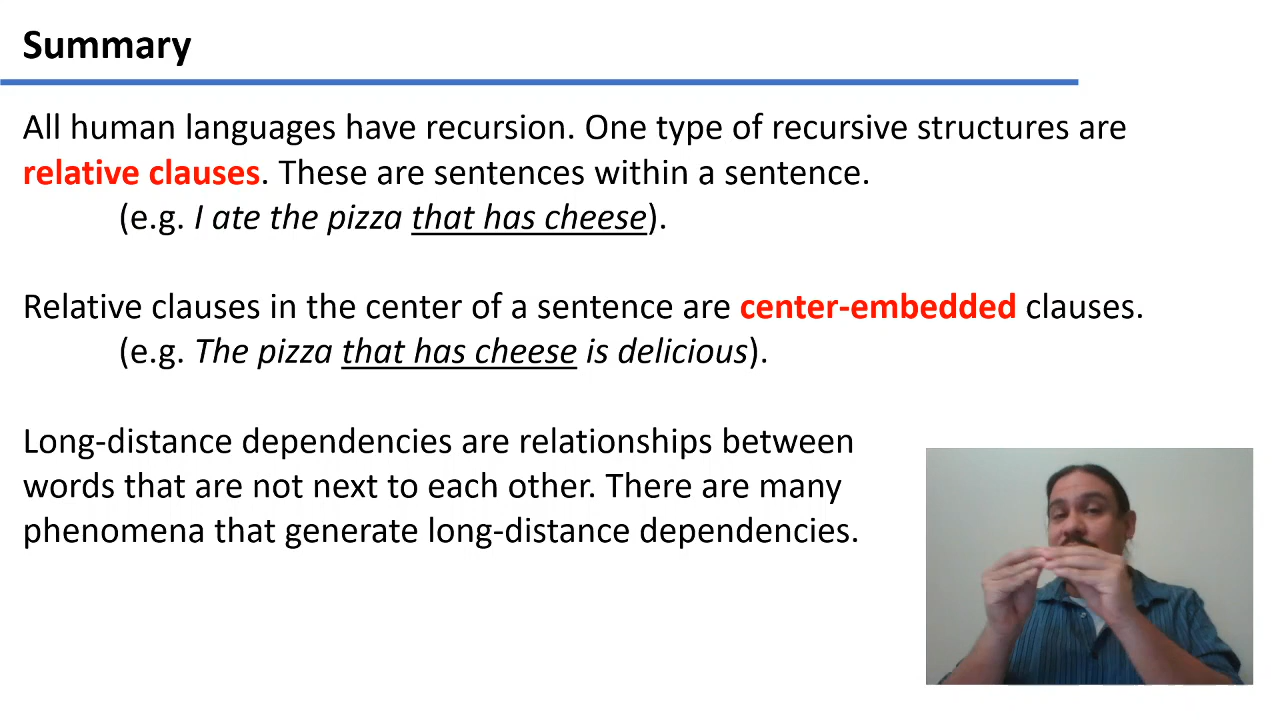 Summary
All human languages have recursion. One type of recursive structures are
relative clauses. These are sentences within a sentence.
(e.g. I ate the pizza that has cheese).
Relative clauses in the center of a sentence are center-embedded clauses.
(e.g. The pizza that has cheese is delicious).
Long-distance dependencies are relationships between
words that are not next to each other. There are many
phenomena that generate long-distance dependencies.